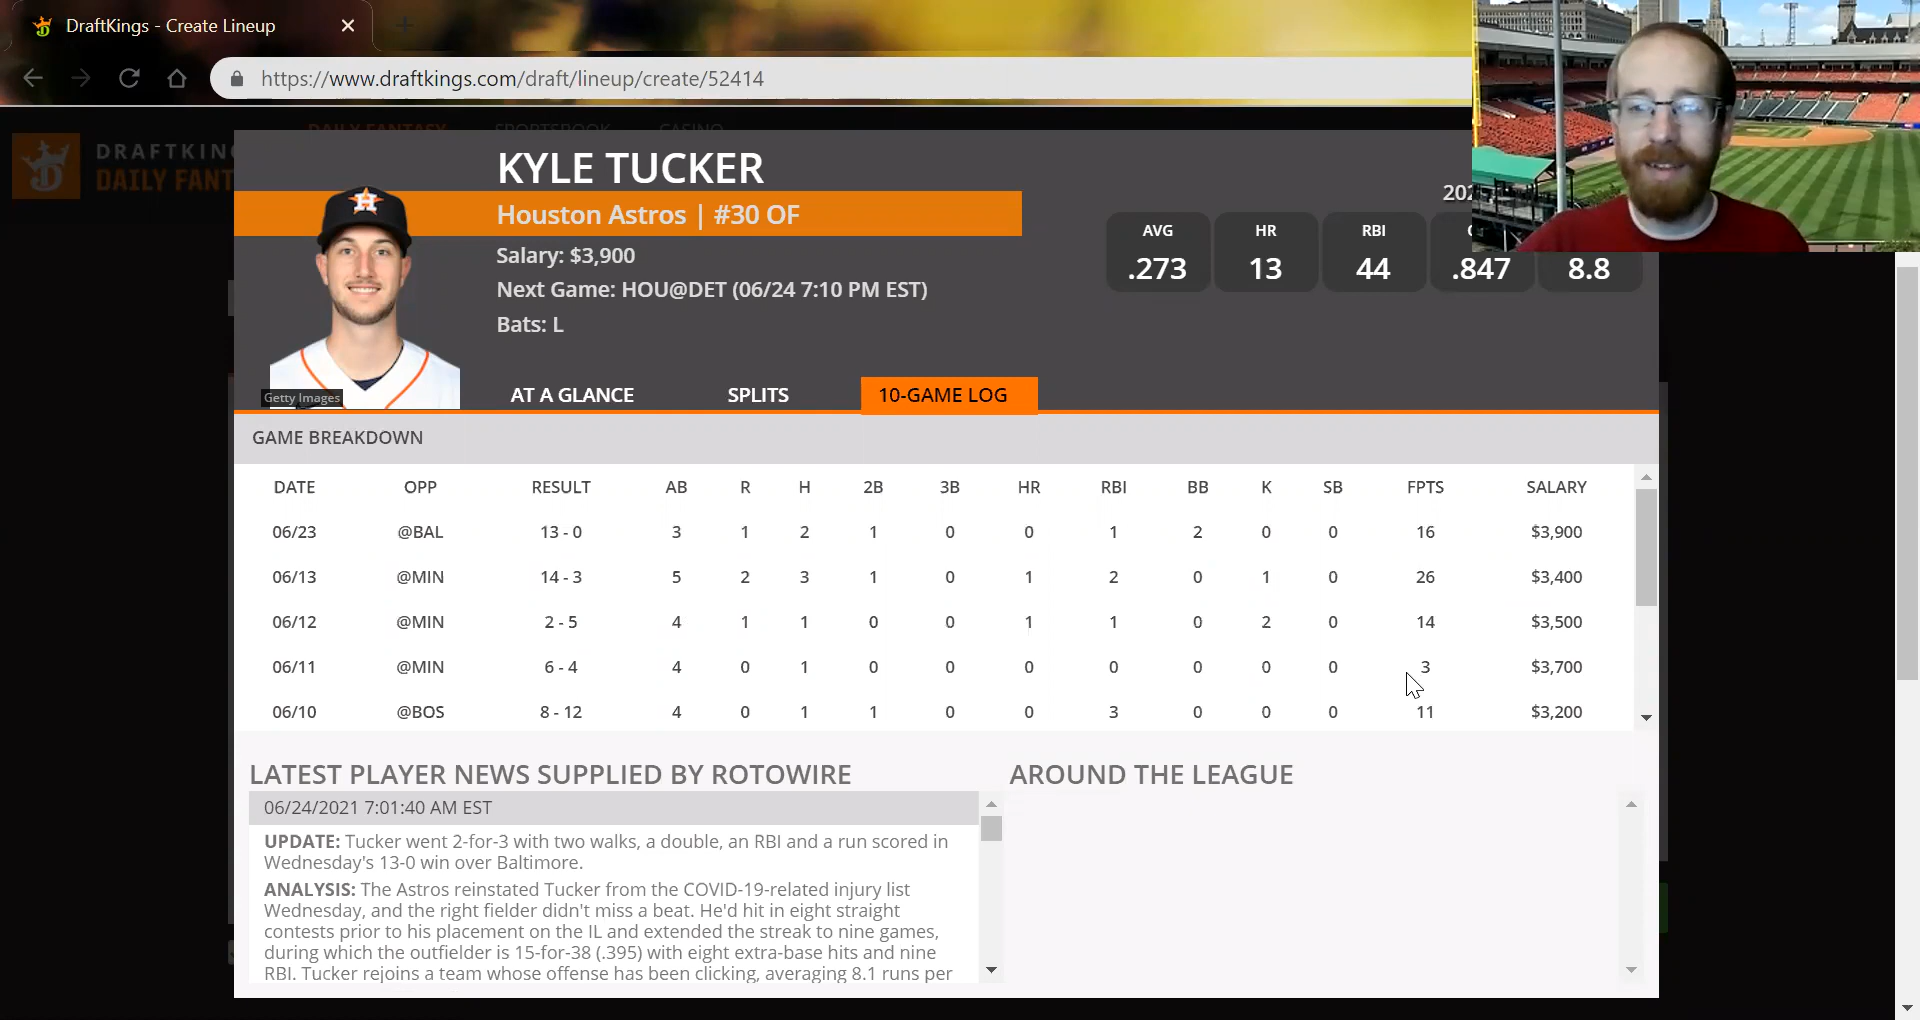 DraftKings - Create Lineup
https://www.draftkings.com/draft/lineup/create/52414
DAILY FANTASY SPORTSBOOK CASINO
DRAFTKIN
DAILY FANT
KYLE TUCKER
Houston Astros | #30 OF
Salary: $3,900
Next Game: HOU@DET (06/24 7:10 PM EST)
Bats: L
Getty Images
202
AVG HR RBI
.273 13 44 .847 8.8
AT A GLANCE SPLITS 10-GAME LOG
GAME BREAKDOWN
DATE OPP RESULT AB R H 2B 3B HR RBI BB K SB FPTS SALARY
06/23 @BAL 13 - 0 3 1 2 1 0 0 1 2 0 0 16 $3,900
06/13 @MIN 14 - 3 5 2 3 1 0 1 2 0 1 0 26 $3,400
06/12 @MIN 2 - 5 4 1 1 0 0 1 1 0 2 0 14 $3,500
06/11 @MIN 6 - 4 4 0 1 0 0 0 0 0 0 0 3 $3,700
06/10 @BOS 8 - 12 4 0 1 1 0 0 3 0 0 0 11 $3,200
LATEST PLAYER NEWS SUPPLIED BY ROTOWIRE
06/24/2021 7:01:40 AM EST
UPDATE: Tucker went 2-for-3 with two walks, a double, an RBI and a run scored in
Wednesday's 13-0 win over Baltimore.
ANALYSIS: The Astros reinstated Tucker from the COVID-19-related injury list
Wednesday, and the right fielder didn't miss a beat. He'd hit in eight straight
contests prior to his placement on the IL and extended the streak to nine games,
during which the outfielder is 15-for-38 (.395) with eight extra-base hits and nine
RBI. Tucker rejoins a team whose offense has been clicking, averaging 8.1 runs per
AROUND THE LEAGUE